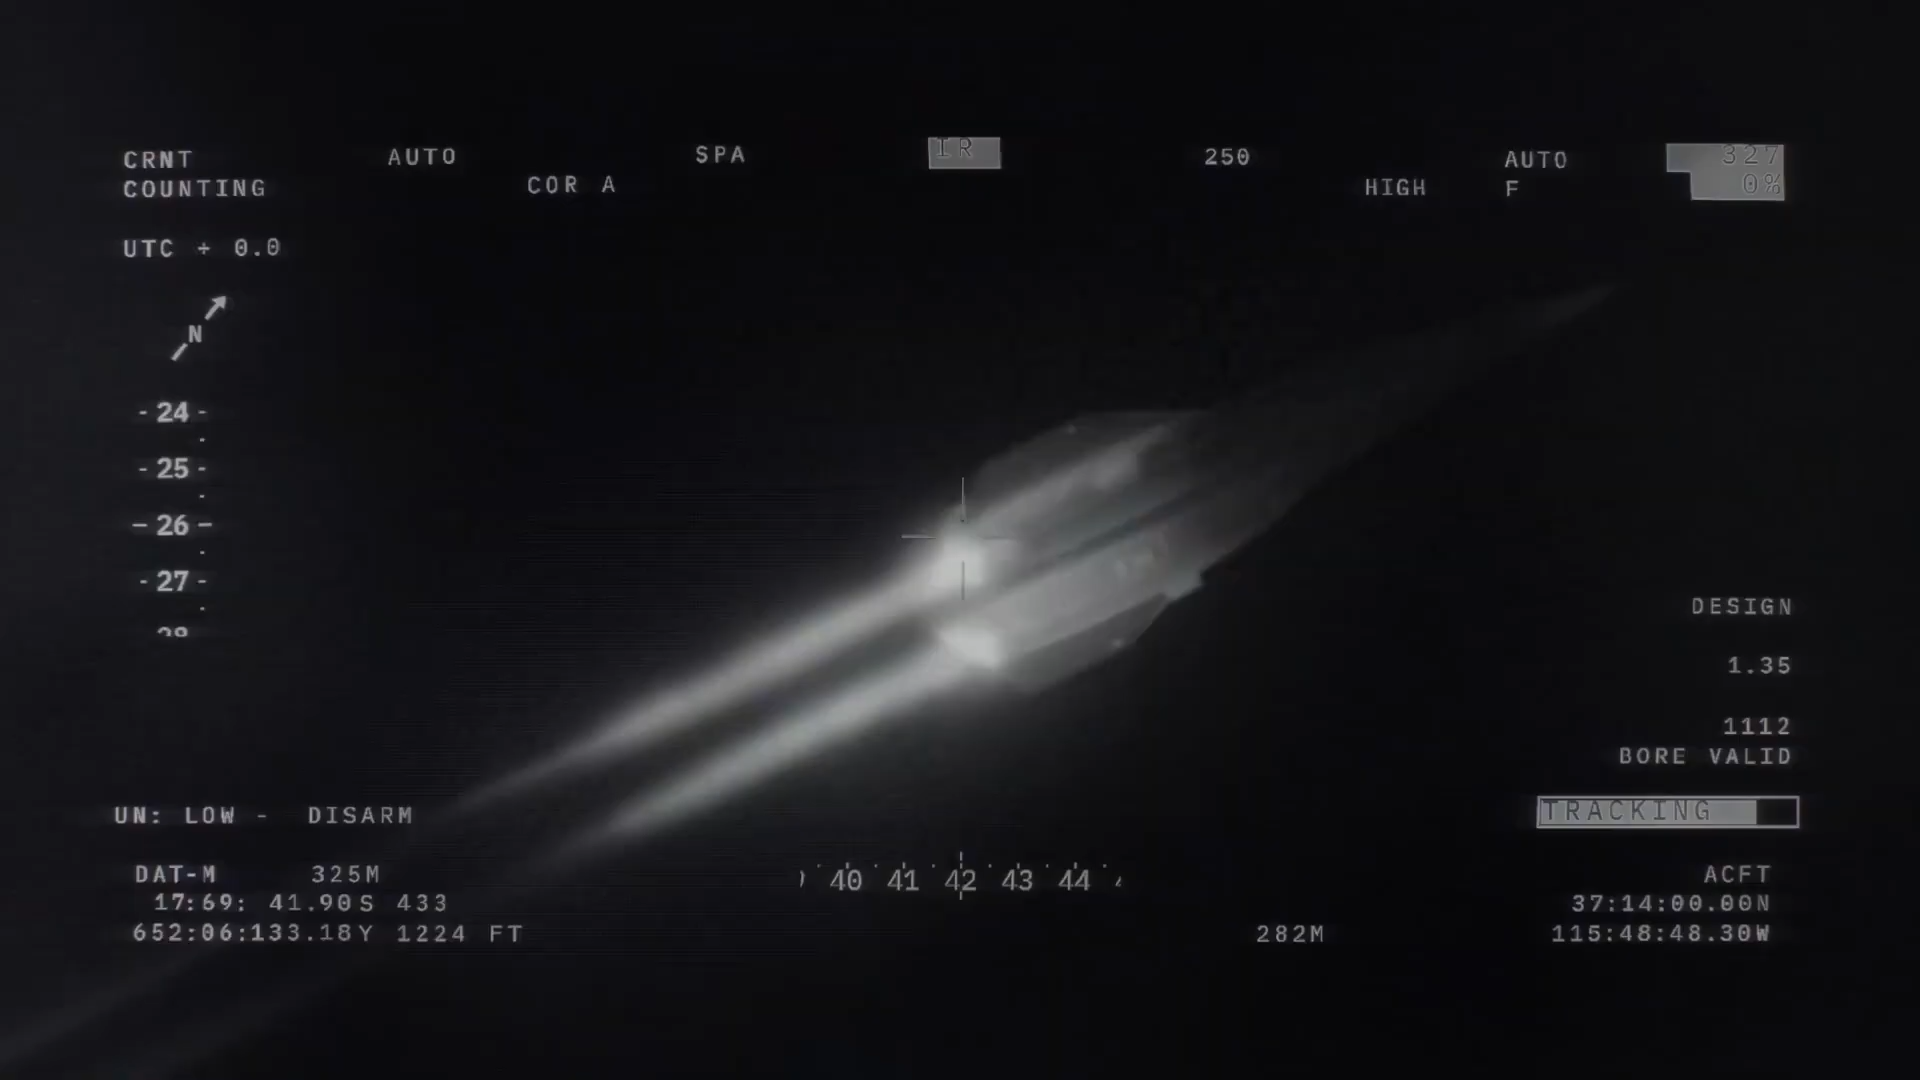 CRNT AUTO SPA IR 250 AUTO 327
COUNTING COR A HIGH F 0%
UTC + 0.0
N
- 24 -
- 25 -
- 26 -
- 27 -
DESIGN
1.35
1112
BORE VALID
UN: LOW - DISARM
TRACKING
DAT-M 325M
17:69: 41.90S 433
652:06:133.18Y 1224 FT
40 41 42 43 44
282M
ACFT
37:14:00.00N
115:48:48.30W